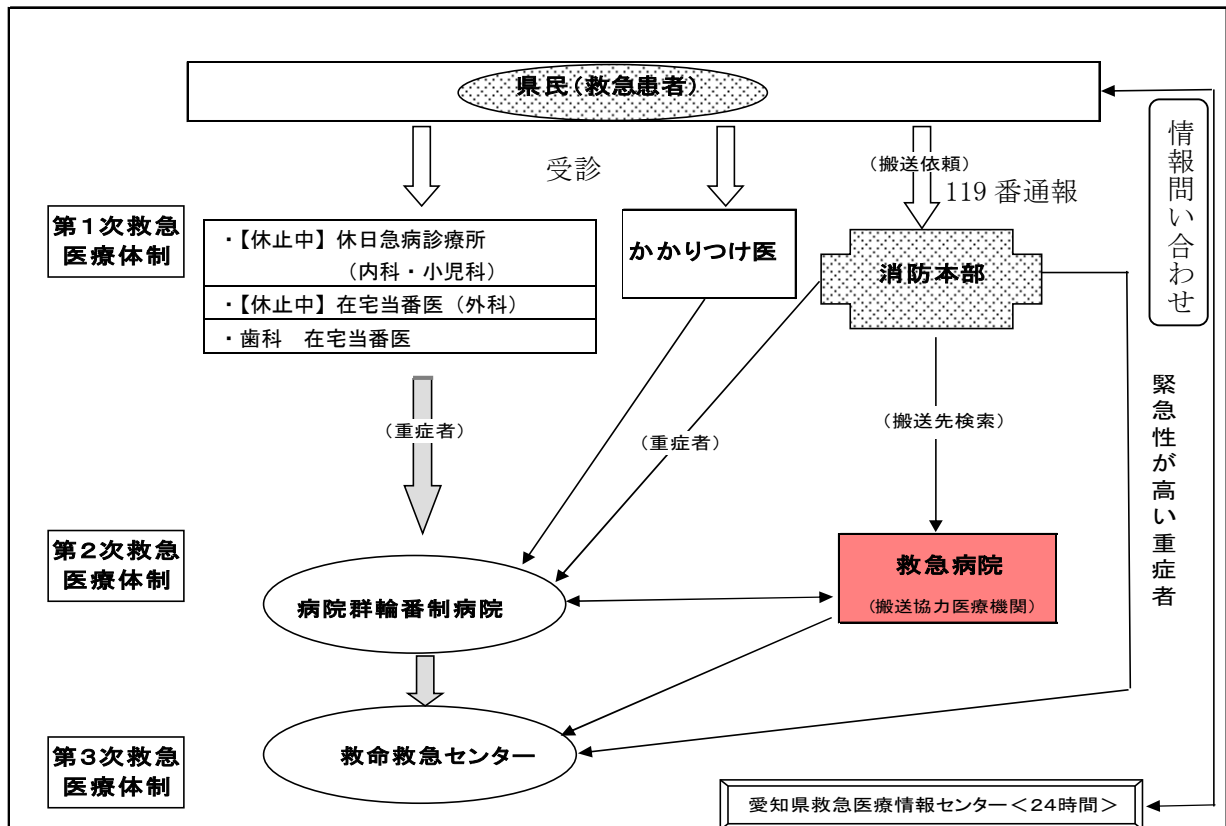 県民(救急患者)
受診
(搬送依頼)
119番通報
情報問い合わせ
第1次救急
医療体制
・【休止中】休日急病診療所
(内科・小児科)
・【休止中】在宅当番医(外科)
・歯科 在宅当番医
かかりつけ医
消防本部
(重症者)
(重症者)
(搬送先検索)
緊急性が高い重症者
第2次救急
医療体制
病院群輪番制病院
救急病院
(搬送協力医療機関)
第3次救急
医療体制
救命救急センター
愛知県救急医療情報センター<24時間>